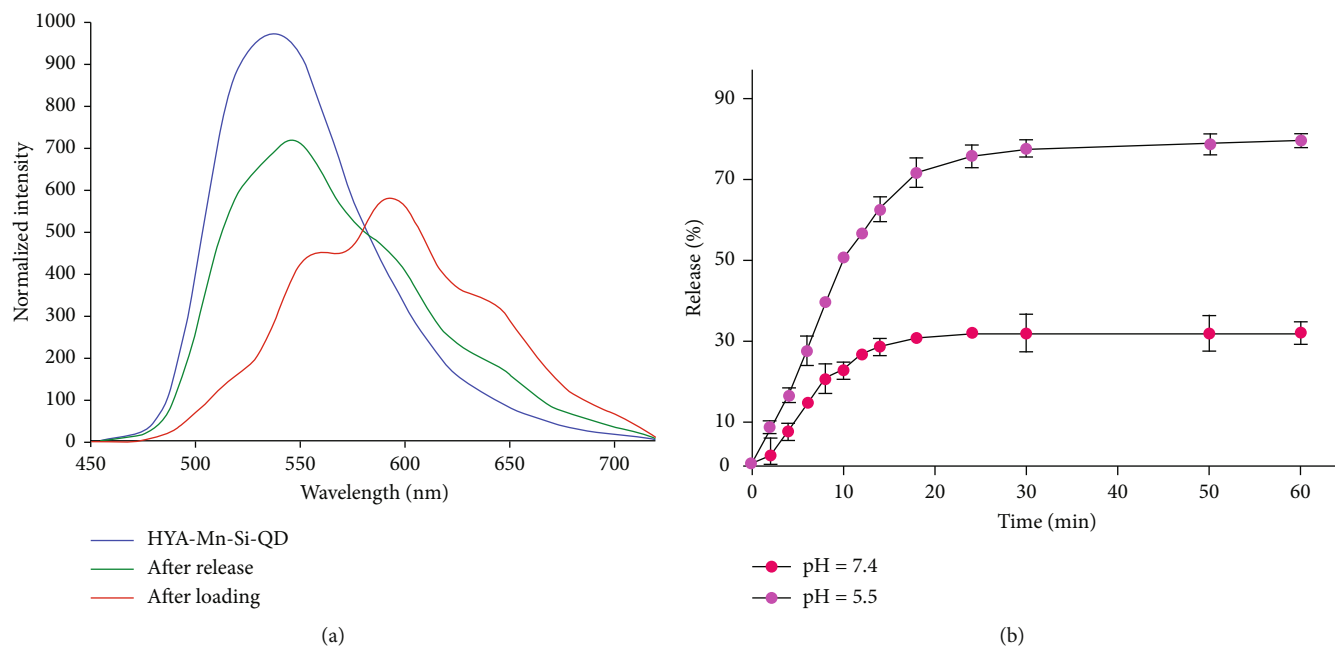 1000
900
800
700
600
500
400
300
200
100
0
Normalized intensity
450 500 550 600 650 700
Wavelength (nm)
HYA-Mn-Si-QD
After release
After loading
(a)
90
70
50
30
10
0
Release (%)
0 10 20 30 40 50 60
Time (min)
pH = 7.4
pH = 5.5
(b)